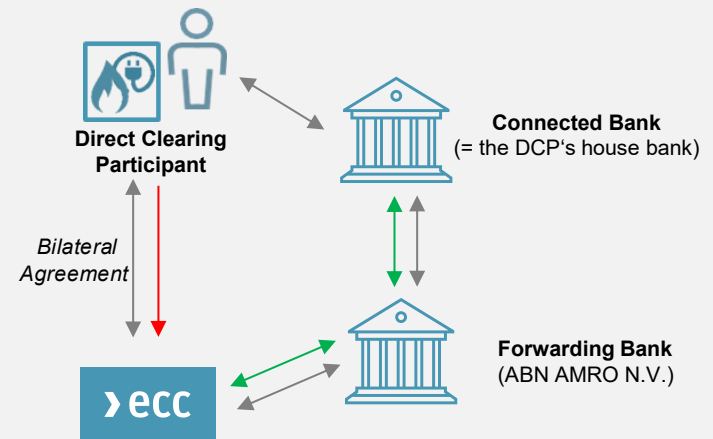 Direct Clearing
Participant
Connected Bank
(= the DCP‘s house bank)
Bilateral
Agreement
Forwarding Bank
(ABN AMRO N.V.)
ecc